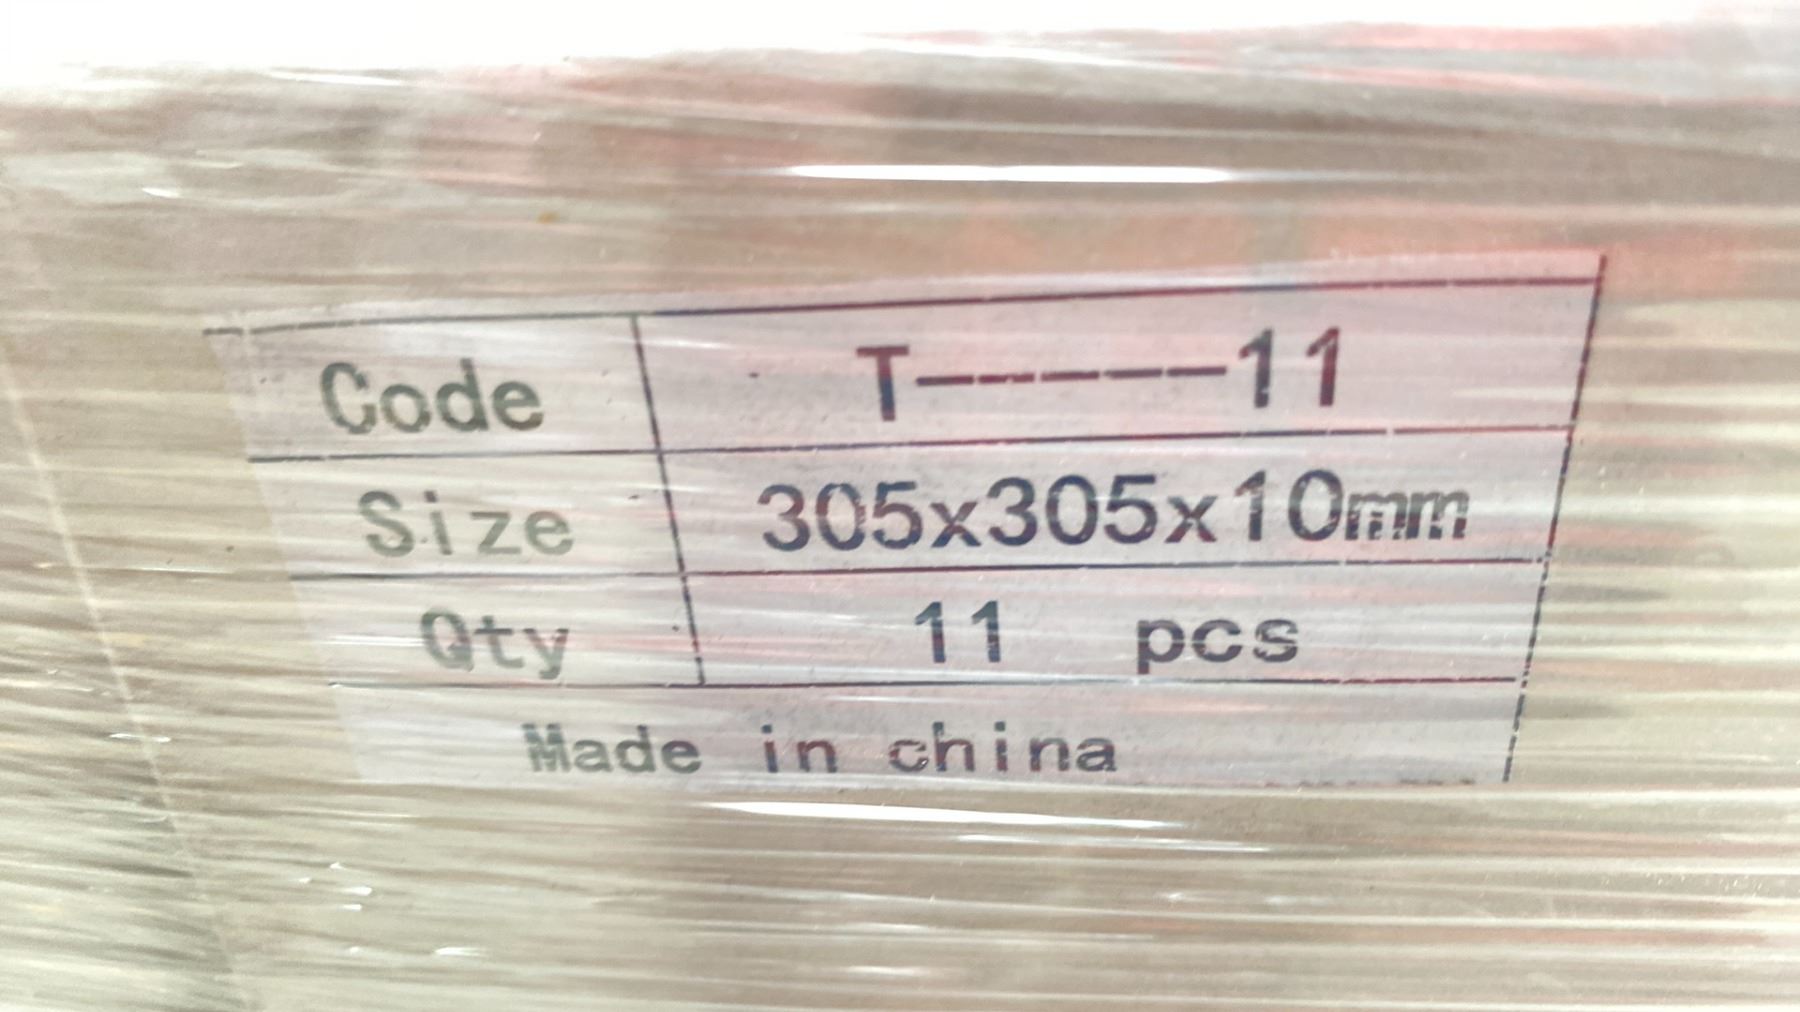 Code T-----11
Size 305x305x10mm
Qty 11 pcs
Made in china